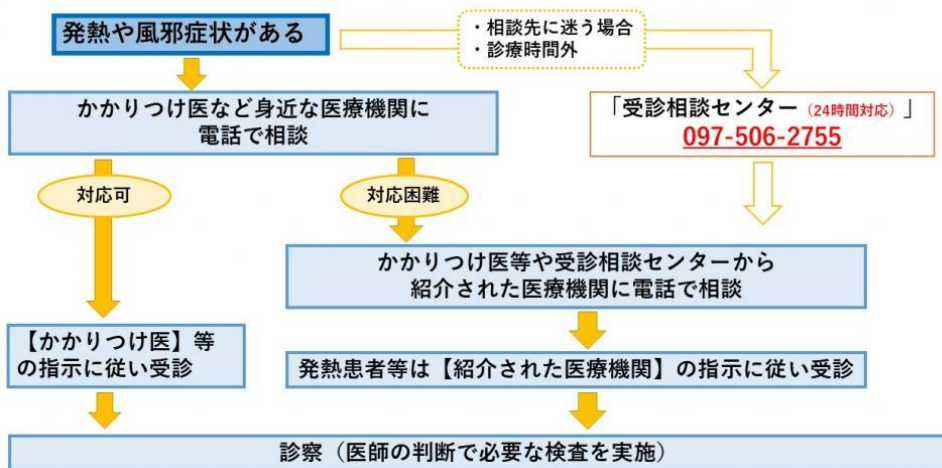 発熱や風邪症状がある
・相談先に迷う場合
・診療時間外
かかりつけ医など身近な医療機関に
電話で相談
「受診相談センター（24時間対応）」
097-506-2755
対応可
対応困難
かかりつけ医等や受診相談センターから
紹介された医療機関に電話で相談
【かかりつけ医】等
の指示に従い受診
発熱患者等は【紹介された医療機関】の指示に従い受診
診察（医師の判断で必要な検査を実施）